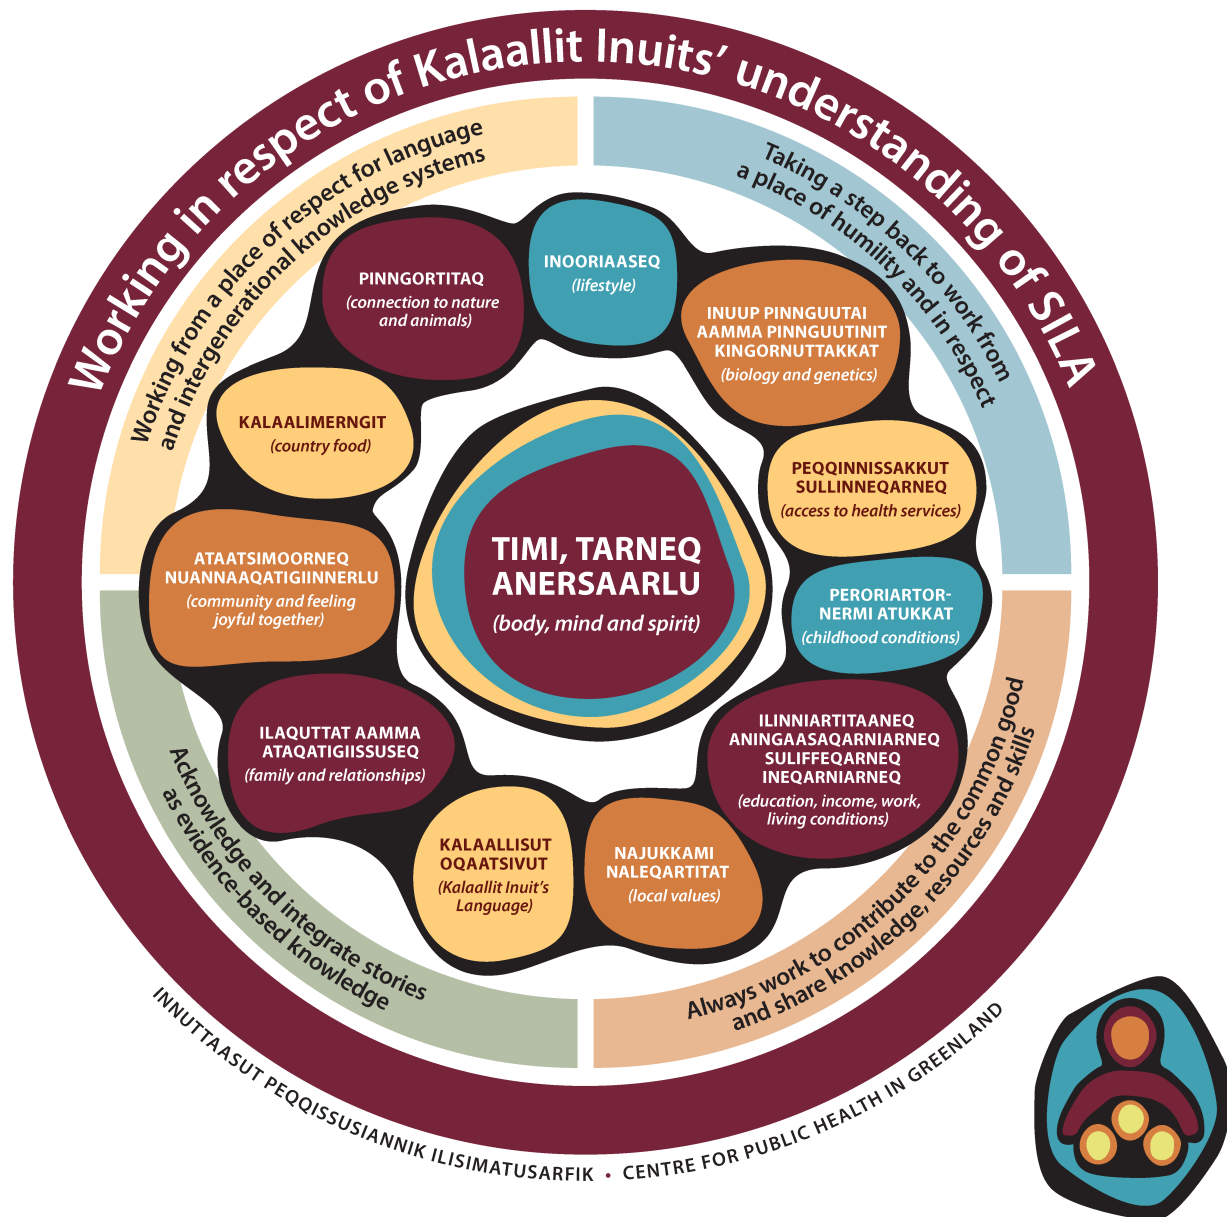 Working in respect of Kalaallit Inuits’ understanding of SILA
Working from a place of respect for language
and intergenerational knowledge systems
Taking a step back to work from
a place of humility and in respect
PINNGORTITAQ
(connection to nature
and animals)
INOORIAASEQ
(lifestyle)
INUUP PINNGUUTAI
AAMMA PINNGUUTINIT
KINGORNUTTAKKAT
(biology and genetics)
KALAALIMERNGIT
(country food)
PEQQINNISSAKKUT
SULLINNEQARNEQ
(access to health services)
ATAATSIMOORNEQ
NUANNAAQATIGIINNERLU
(community and feeling
joyful together)
TIMI, TARNEQ
ANERSAARLU
(body, mind and spirit)
PERORIARTOR-
NERMI ATUKKAT
(childhood conditions)
ILAQUTTAT AAMMA
ATAQATIGIISSUSEQ
(family and relationships)
ILINNIARTITAANEQ
ANINGAASAQARNIARNEQ
SULIFFEQARNEQ
INEQARNIARNEQ
(education, income, work,
living conditions)
KALAALLISUT
OQAATSIVUT
(Kalaallit Inuit’s
Language)
NAJUKKAMI
NALEQARTITAT
(local values)
Acknowledge and integrate stories
as evidence-based knowledge
Always work to contribute to the common good
and share knowledge, resources and skills
INNUTTAASUT PEQQISSUSIANNIK ILISIMATUSARFIK • CENTRE FOR PUBLIC HEALTH IN GREENLAND